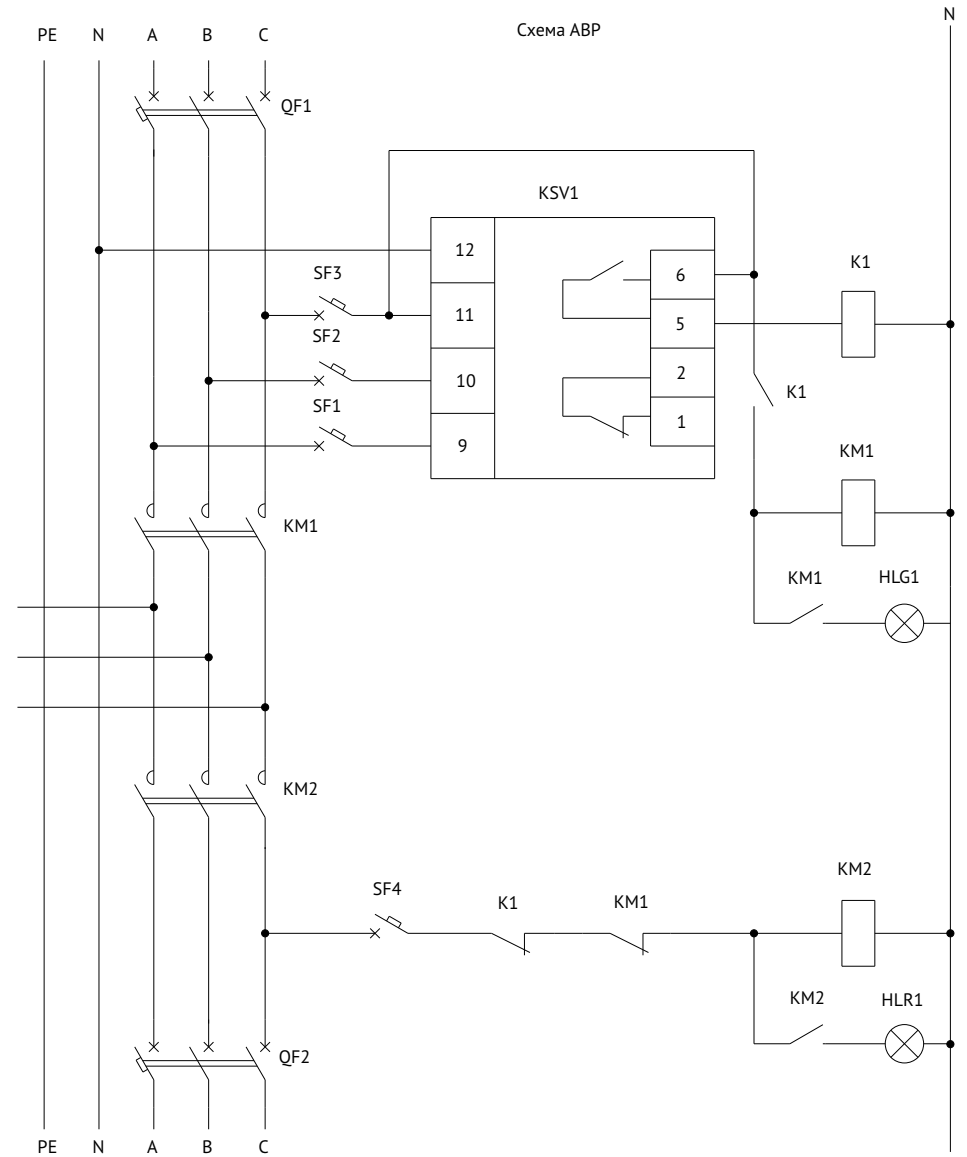 N
Схема АВР
PE N A B C
QF1
KSV1
12
SF3
6
K1
11
5
SF2
2
10
K1
SF1
1
9
KM1
KM1
KM1 HLG1
KM2
KM2
SF4
K1 KM1
KM2 HLR1
QF2
PE N A B C